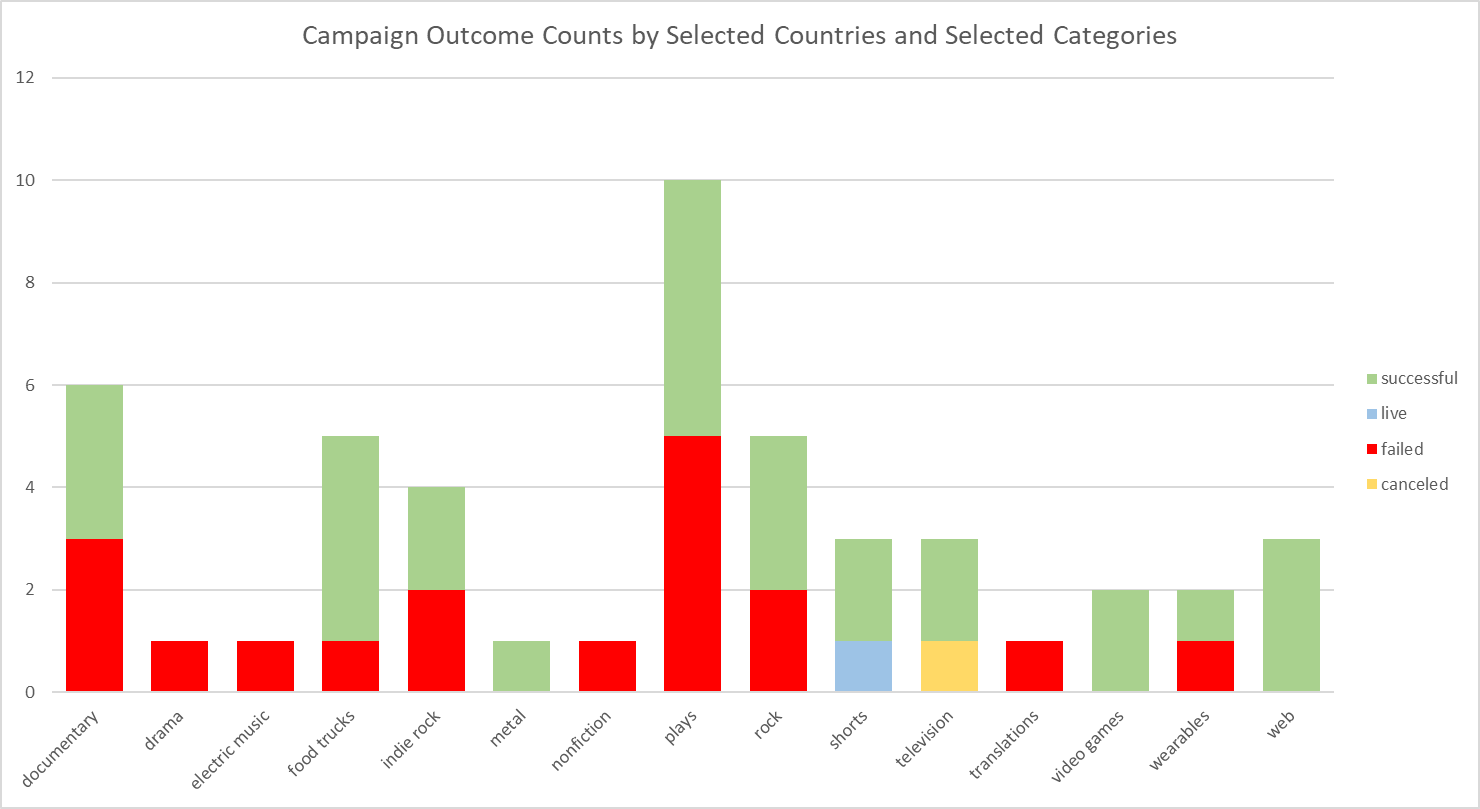 Campaign Outcome Counts by Selected Countries and Selected Categories
12
10
8
6
4
2
0
successful
live
failed
canceled
documentary
drama
electric music
food trucks
indie rock
metal
nonfiction
plays
rock
shorts
television
translations
video games
wearables
web